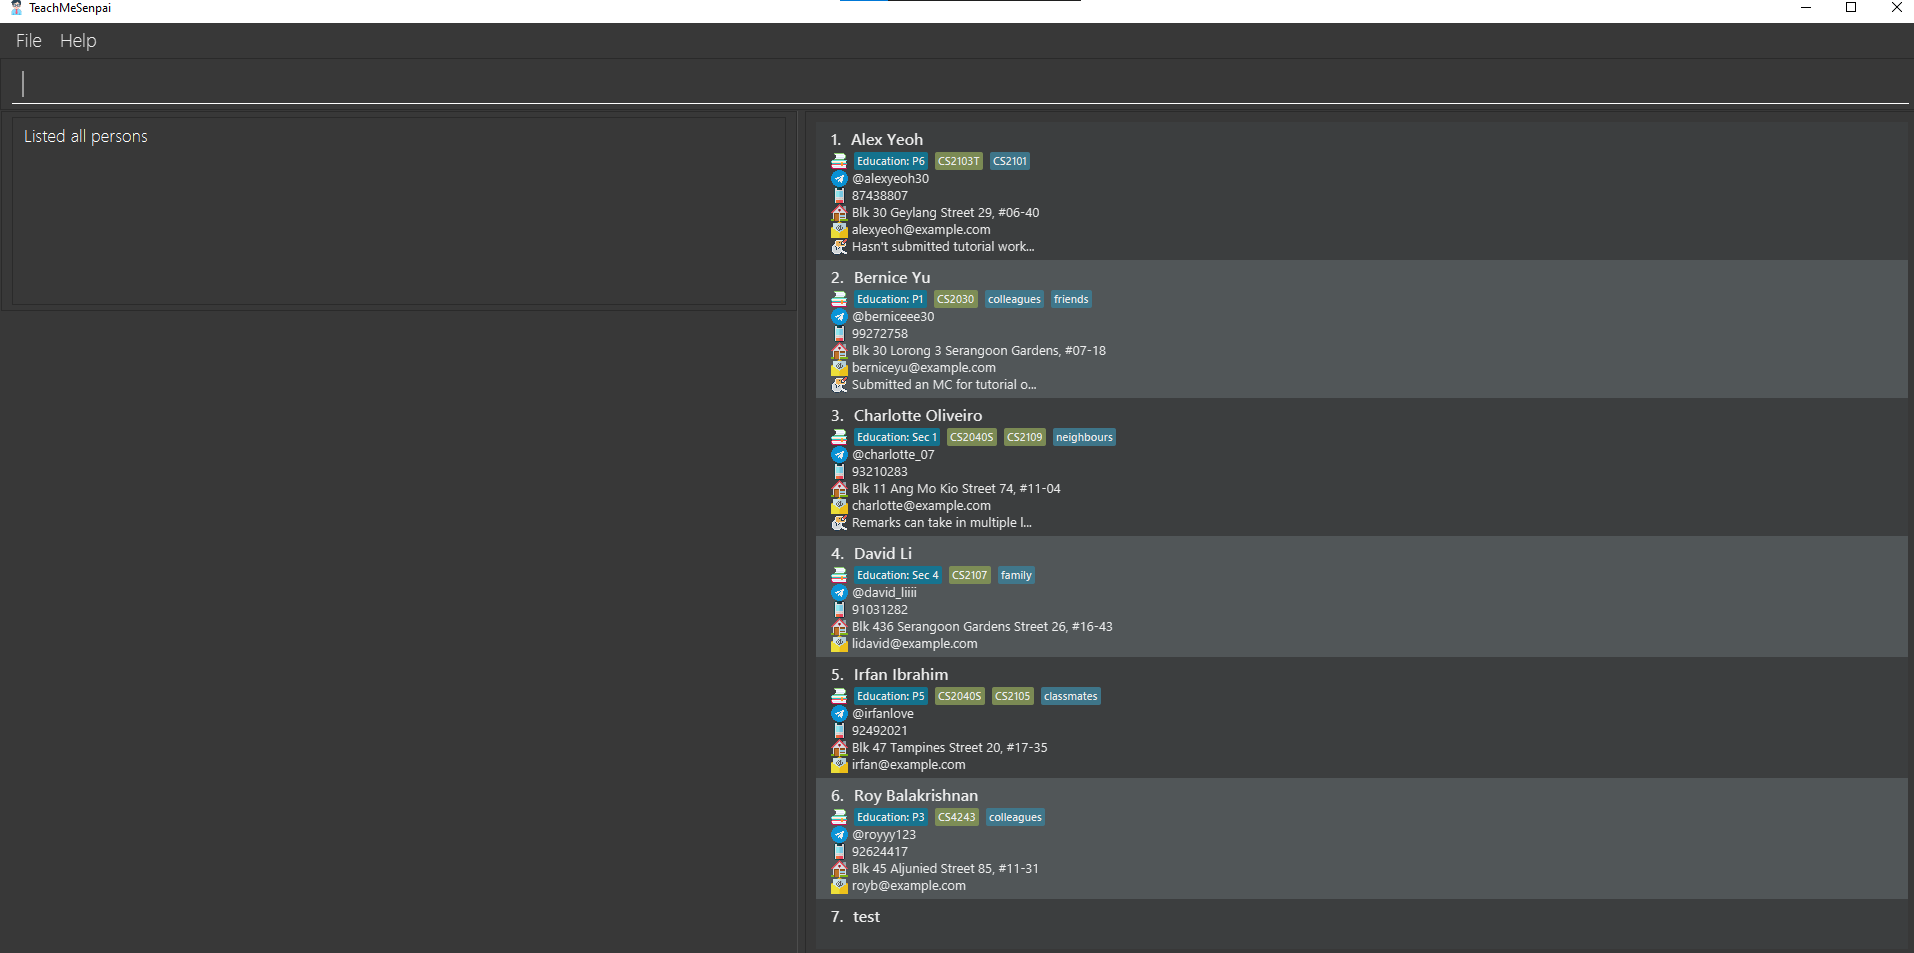 TeachMeSenpai
File Help
Listed all persons
1. Alex Yeoh
Education: P6 CS2103T CS2101
@alexyeoh30
87438807
Blk 30 Geylang Street 29, #06-40
alexyeoh@example.com
Hasn't submitted tutorial work...
2. Bernice Yu
Education: P1 CS2030 colleagues friends
@berniceee30
99272758
Blk 30 Lorong 3 Serangoon Gardens, #07-18
berniceyu@example.com
Submitted an MC for tutorial o...
3. Charlotte Oliveiro
Education: Sec 1 CS2040S CS2109 neighbours
@charlotte_07
93210283
Blk 11 Ang Mo Kio Street 74, #11-04
charlotte@example.com
Remarks can take in multiple l...
4. David Li
Education: Sec 4 CS2107 family
@david_liiii
91031282
Blk 436 Serangoon Gardens Street 26, #16-43
lidavid@example.com
5. Irfan Ibrahim
Education: P5 CS2040S CS2105 classmates
@irfanlove
92492021
Blk 47 Tampines Street 20, #17-35
irfan@example.com
6. Roy Balakrishnan
Education: P3 CS4243 colleagues
@royyy123
92624417
Blk 45 Aljunied Street 85, #11-31
royb@example.com
7. test